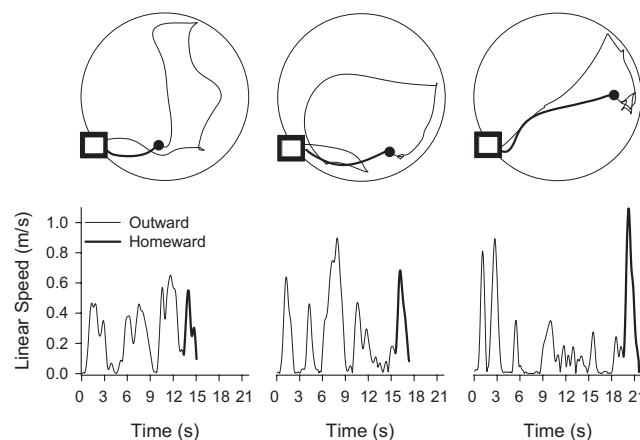 Outward
Homeward
Linear Speed (m/s)
1.0
0.8
0.6
0.4
0.2
0.0
0 3 6 9 12 15 18 21
0 3 6 9 12 15 18 21
0 3 6 9 12 15 18 21
Time (s)
Time (s)
Time (s)